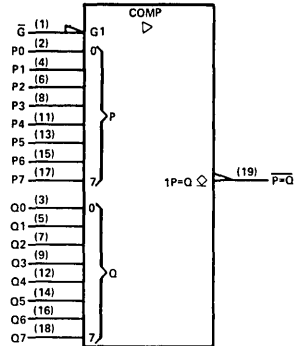 COMP
G̅ (1) G1
P0 (2) 0
P1 (4)
P2 (6)
P3 (8)
P4 (11) P
P5 (13)
P6 (15)
P7 (17) 7
1P=Q (19) P̅=̅Q̅
Q0 (3) 0
Q1 (5)
Q2 (7)
Q3 (9)
Q4 (12) Q
Q5 (14)
Q6 (16)
Q7 (18) 7